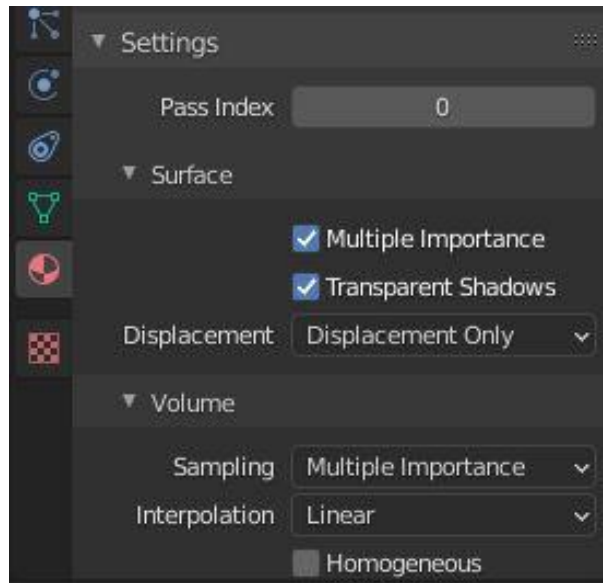 Settings
Pass Index 0
Surface
Multiple Importance
Transparent Shadows
Displacement Displacement Only
Volume
Sampling Multiple Importance
Interpolation Linear
Homogeneous